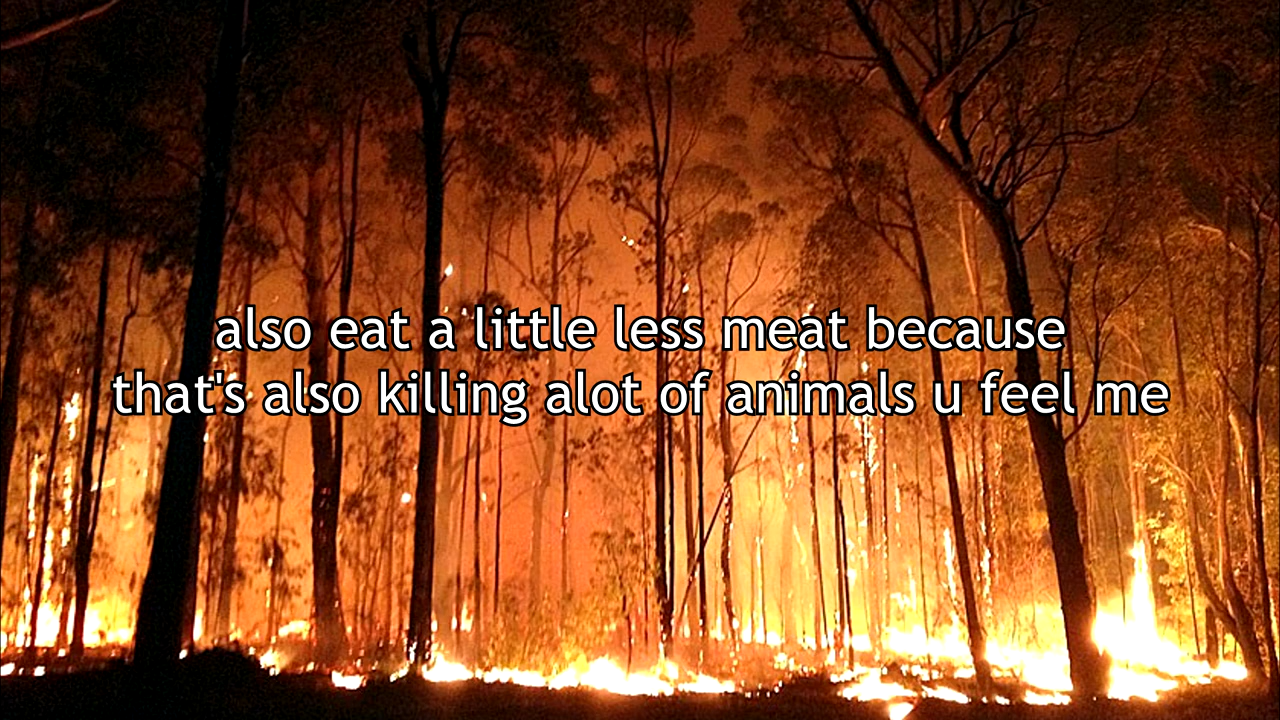 also eat a little less meat because
that's also killing alot of animals u feel me